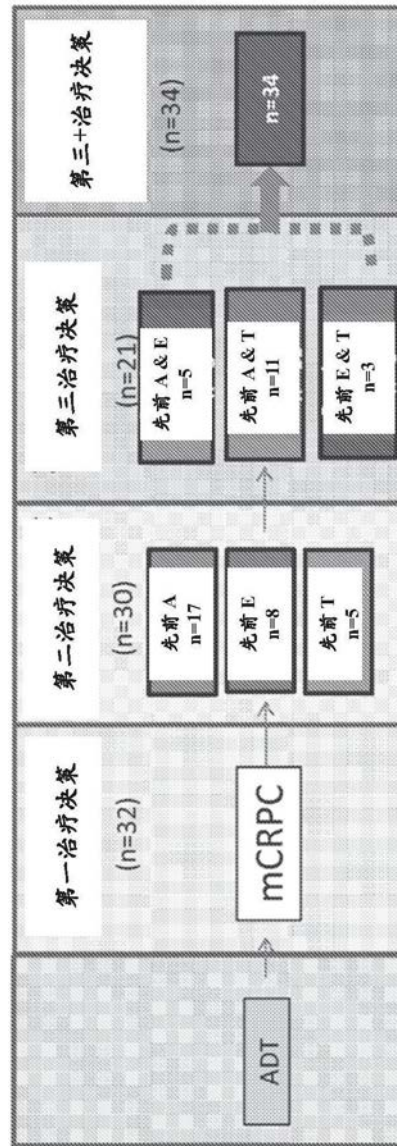 ADT
第一治疗决策
(n=32)
mCRPC
第二治疗决策
(n=30)
先前 A
n=17
先前 E
n=8
先前 T
n=5
第三治疗决策
(n=21)
先前 A & E
n=5
先前 A & T
n=11
先前 E & T
n=3
第三+治疗决策
(n=34)
n=34